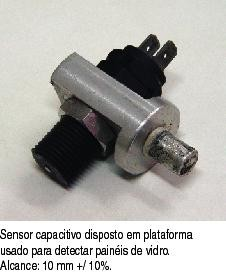 Sensor capacitivo disposto em plataforma
usado para detectar painéis de vidro.
Alcance: 10 mm +/ 10%.